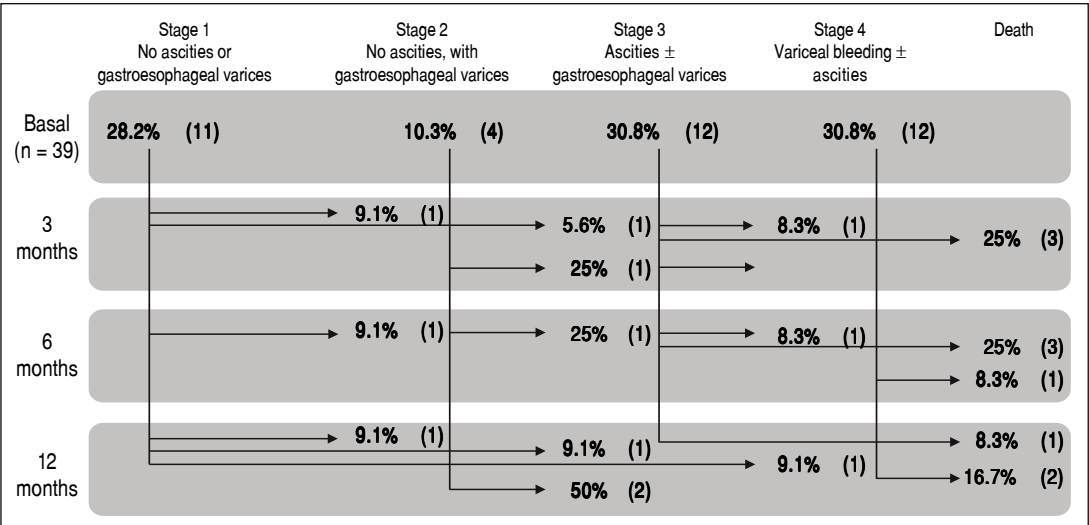 Stage 1
No ascities or
gastroesophageal varices
Stage 2
No ascities, with
gastroesophageal varices
Stage 3
Ascities ±
gastroesophageal varices
Stage 4
Variceal bleeding ±
ascities
Death
Basal
(n = 39)
28.2% (11) 10.3% (4) 30.8% (12) 30.8% (12)
3
months
9.1% (1) 5.6% (1) 8.3% (1) 25% (3)
25% (1)
6
months
9.1% (1) 25% (1) 8.3% (1) 25% (3)
8.3% (1)
12
months
9.1% (1) 9.1% (1) 9.1% (1) 8.3% (1)
50% (2) 16.7% (2)